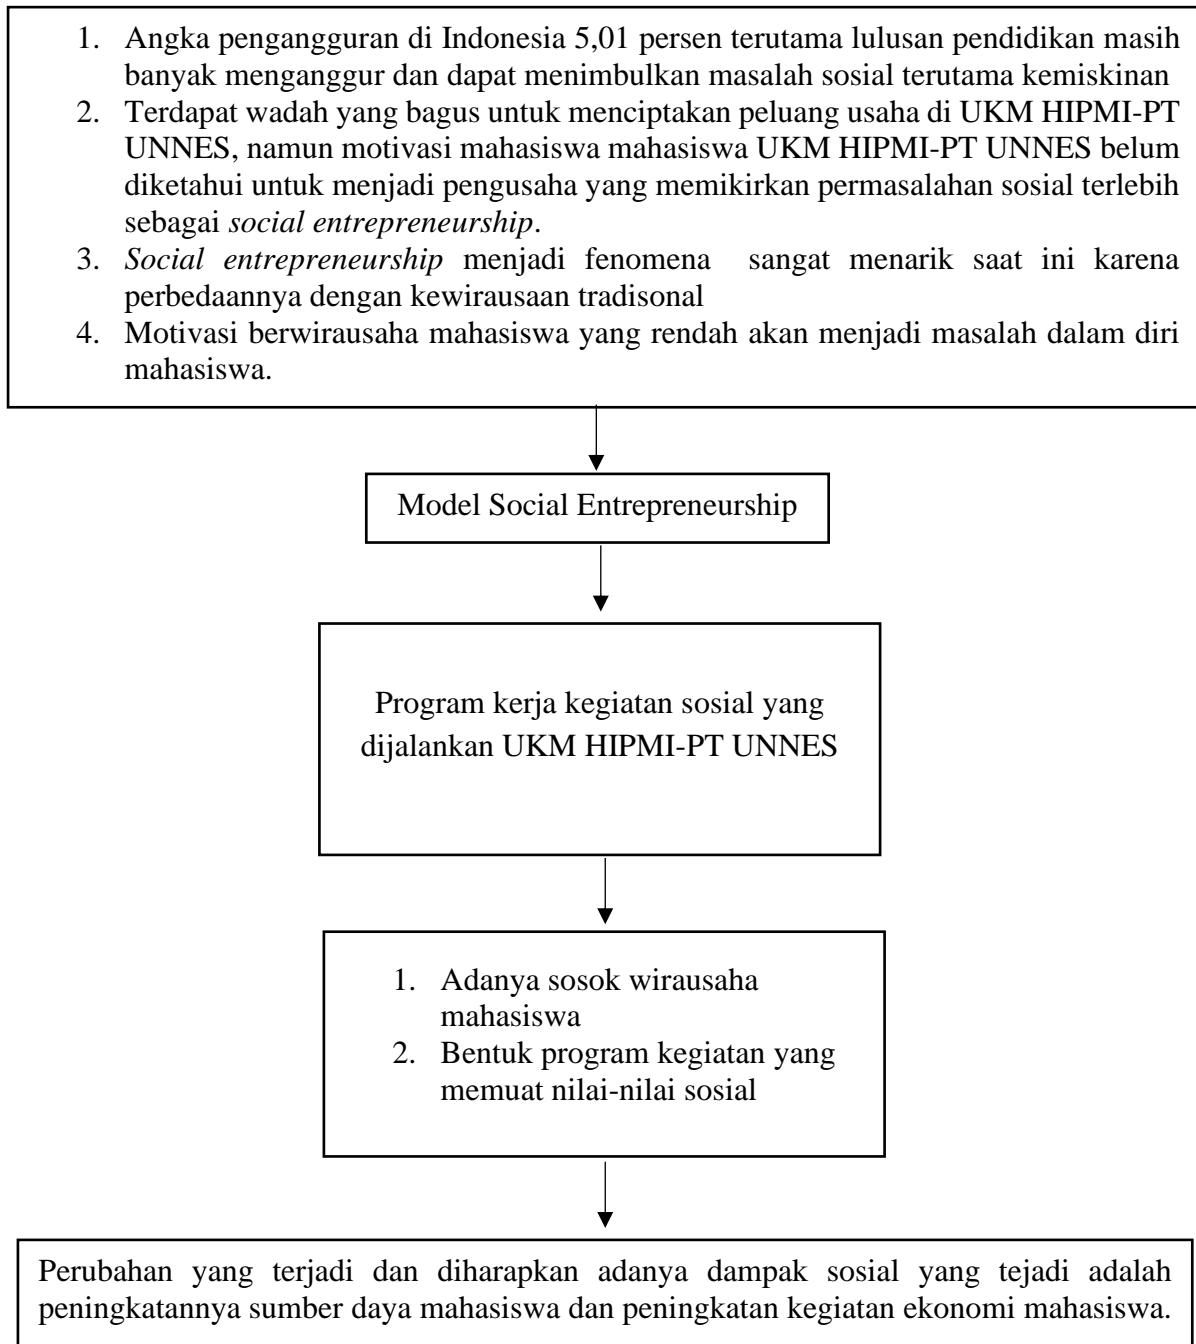 1. Angka pengangguran di Indonesia 5,01 persen terutama lulusan pendidikan masih
banyak menganggur dan dapat menimbulkan masalah sosial terutama kemiskinan
2. Terdapat wadah yang bagus untuk menciptakan peluang usaha di UKM HIPMI-PT
UNNES, namun motivasi mahasiswa mahasiswa UKM HIPMI-PT UNNES belum
diketahui untuk menjadi pengusaha yang memikirkan permasalahan sosial terlebih
sebagai social entrepreneurship.
3. Social entrepreneurship menjadi fenomena sangat menarik saat ini karena
perbedaannya dengan kewirausaan tradisonal
4. Motivasi berwirausaha mahasiswa yang rendah akan menjadi masalah dalam diri
mahasiswa.
Model Social Entrepreneurship
Program kerja kegiatan sosial yang
dijalankan UKM HIPMI-PT UNNES
1. Adanya sosok wirausaha
mahasiswa
2. Bentuk program kegiatan yang
memuat nilai-nilai sosial
Perubahan yang terjadi dan diharapkan adanya dampak sosial yang tejadi adalah
peningkatannya sumber daya mahasiswa dan peningkatan kegiatan ekonomi mahasiswa.